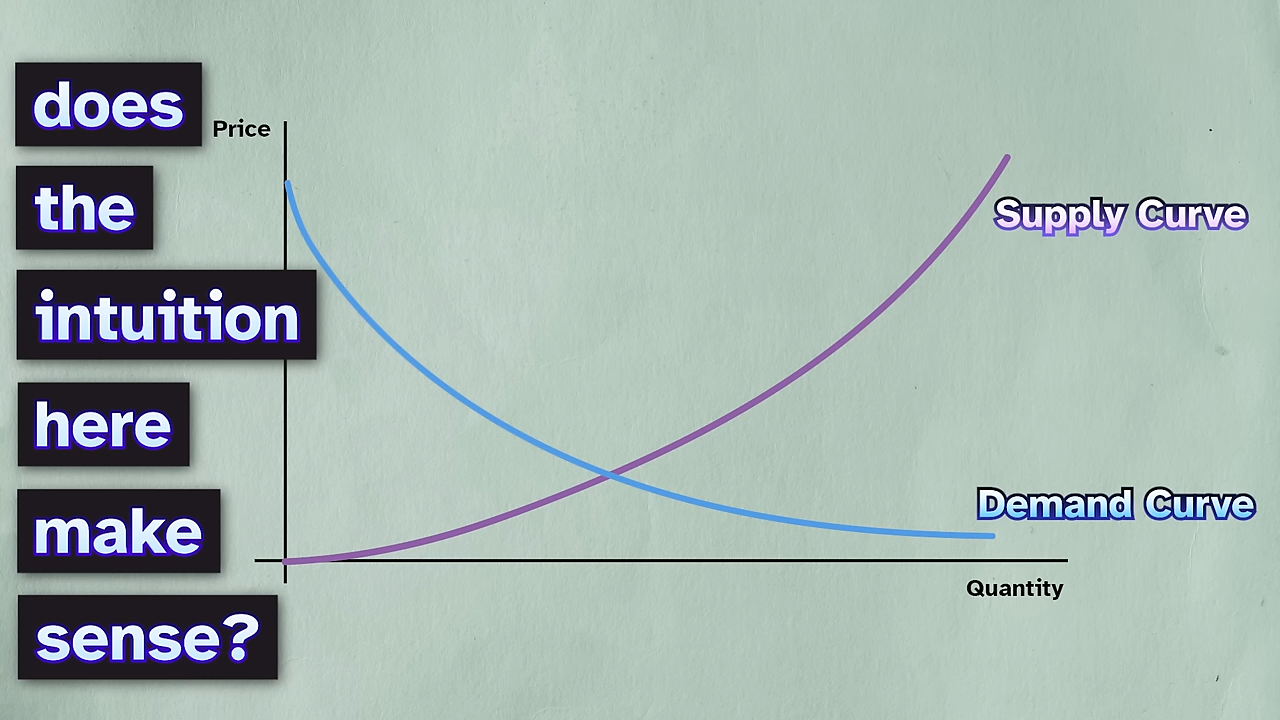 does
the
intuition
here
make
sense?
Price
Supply Curve
Demand Curve
Quantity